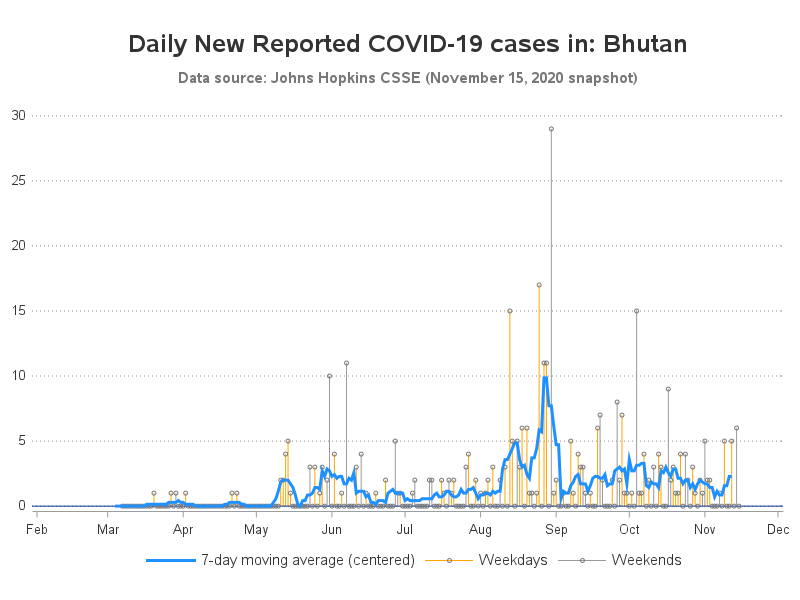 Daily New Reported COVID-19 cases in: Bhutan
Data source: Johns Hopkins CSSE (November 15, 2020 snapshot)
30
25
20
15
10
5
0
Feb Mar Apr May Jun Jul Aug Sep Oct Nov Dec
7-day moving average (centered) Weekdays Weekends